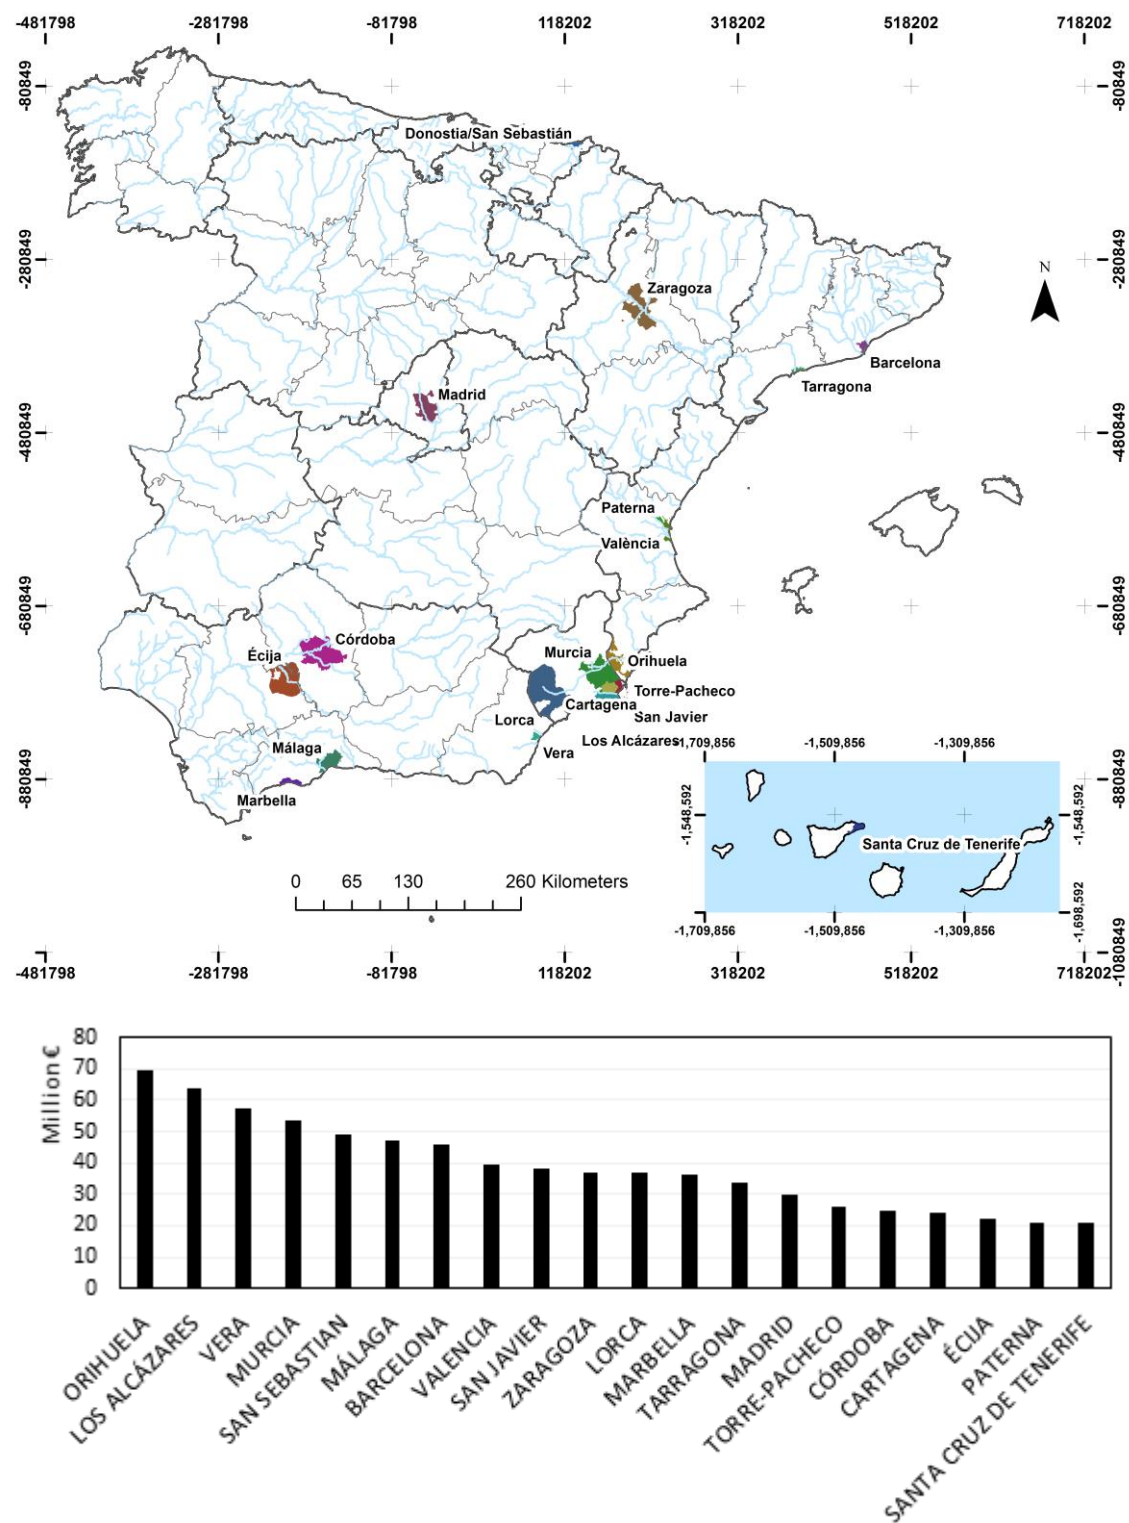 -481798 -281798 -81798 118202 318202 518202 718202
-80849 -80849
Donostia/San Sebastián
-280849 -280849
N
Zaragoza
Barcelona
Tarragona
Madrid
-480849 -480849
Paterna
València
-680849 -680849
Córdoba
Écija
Murcia
Orihuela
Torre-Pacheco
Cartagena
San Javier
Lorca
Los Alcázares
Vera
Málaga
Marbella
-880849 -880849
-1,709,856 -1,509,856 -1,309,856
-1,548,592 -1,548,592
Santa Cruz de Tenerife
-1,698,592
-1,709,856 -1,509,856 -1,309,856
0 65 130 260 Kilometers
-1080849
-481798 -281798 -81798 118202 318202 518202 718202
Million€
80
70
60
50
40
30
20
10
0
ORIHUELA
LOS ALCÁZARES
VERA
MURCIA
SAN SEBASTIAN
MÁLAGA
BARCELONA
VALENCIA
SAN JAVIER
ZARAGOZA
LORCA
MARBELLA
TARRAGONA
MADRID
TORRE-PACHECO
CÓRDOBA
CARTAGENA
ÉCIJA
PATERNA
SANTA CRUZ DE TENERIFE